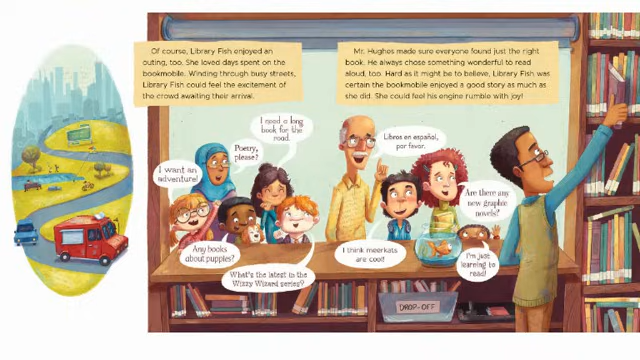 Of course, Library Fish enjoyed an
outing, too. She loved days spent on the
bookmobile. Winding through busy streets,
Library Fish could feel the excitement of
the crowd awaiting their arrival.
Mr. Hughes made sure everyone found just the right
book. He always chose something wonderful to read
aloud, too. Hard as it might be to believe, Library Fish was
certain the bookmobile enjoyed a good story as much as
she did. She could feel his engine rumble with joy!
I need a long
book for the
road.
Poetry,
please?
I want an
adventure!
Libros en español,
por favor.
Are there any
new graphic
novels?
Any books
about puppies?
I think meerkats
are cool!
I'm just
learning to
read!
What's the latest in the
Wizzy Wizard series?
DROP-OFF